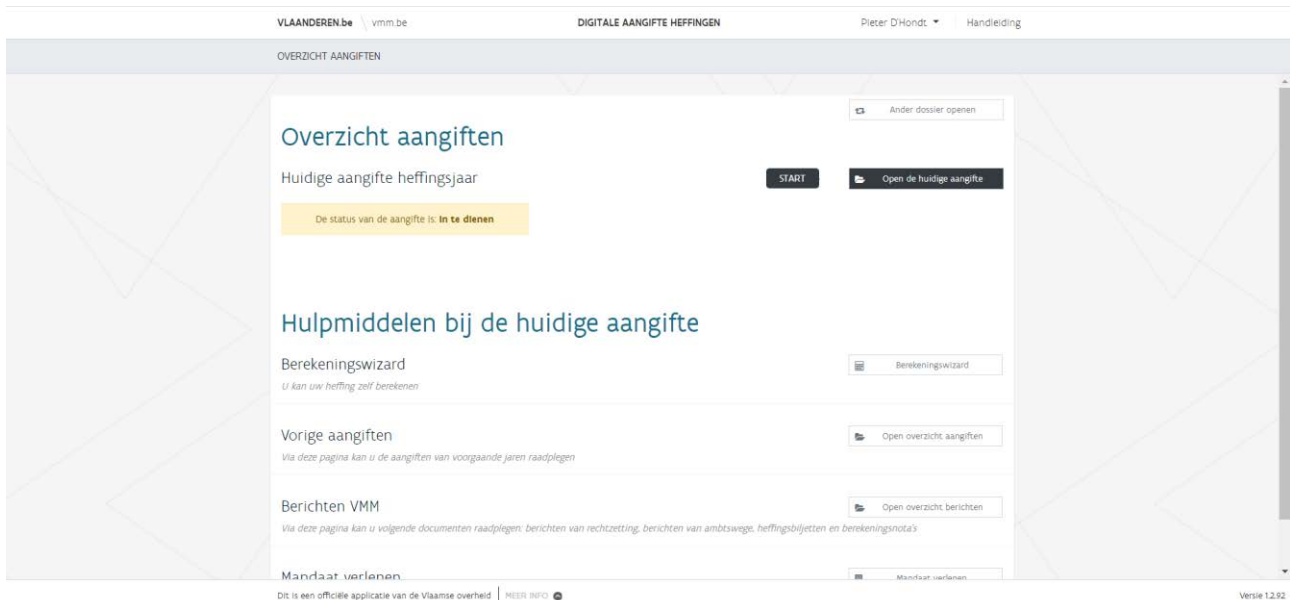 VLAANDEREN.be vmm.be DIGITALE AANGIFTE HEFFINGEN Pieter D'Hondt Handleiding
OVERZICHT AANGIFTEN
Ander dossier openen
Overzicht aangiften
Huidige aangifte heffingsjaar START Open de huidige aangifte
De status van de aangifte is: In te dienen
Hulpmiddelen bij de huidige aangifte
Berekeningswizard Berekeningswizard
U kan uw heffing zelf berekenen
Vorige aangiften Open overzicht aangiften
Via deze pagina kan u de aangiften van voorgaande jaren raadplegen
Berichten VMM Open overzicht berichten
Via deze pagina kan u volgende documenten raadplegen: berichten van rechtzetting, berichten van ambtswege, heffingsbiljetten en berekeningsnota's
Mandaat verlenen Mandaat verlenen
Dit is een officiële applicatie van de Vlaamse overheid MEER INFO Versie 1.2.92